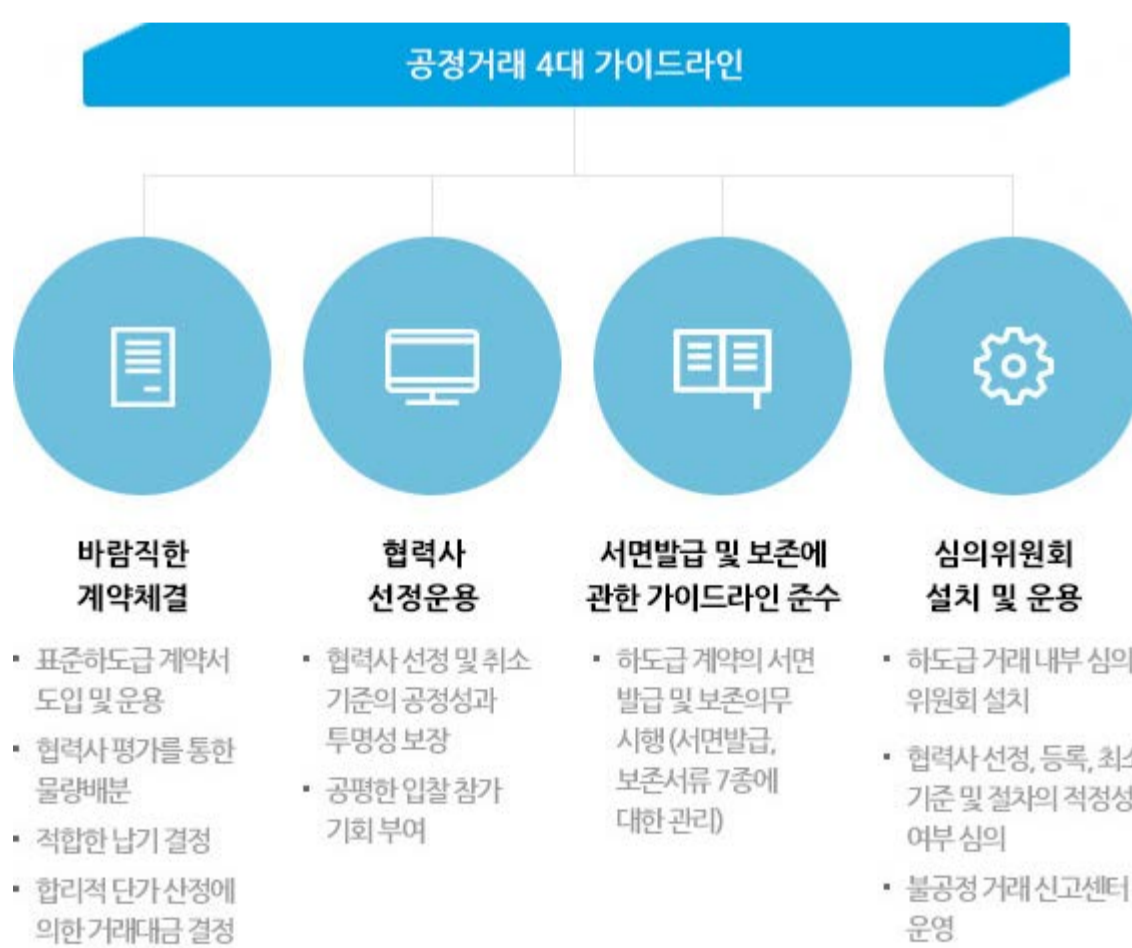 공정거래 4대 가이드라인
바람직한
계약체결
▪ 표준하도급 계약서
도입 및 운용
▪ 협력사 평가를 통한
물량배분
▪ 적합한 납기 결정
▪ 합리적 단가 산정에
의한 거래대금 결정
협력사
선정운용
▪ 협력사 선정 및 취소
기준의 공정성과
투명성 보장
▪ 공평한 입찰 참가
기회 부여
서면발급 및 보존에
관한 가이드라인 준수
▪ 하도급 계약의 서면
발급 및 보존의무
시행 (서면발급,
보존서류 7종에
대한 관리)
심의위원회
설치 및 운용
▪ 하도급 거래 내부 심의
위원회 설치
▪ 협력사 선정, 등록, 최소
기준 및 절차의 적정성
여부 심의
▪ 불공정 거래 신고센터
운영